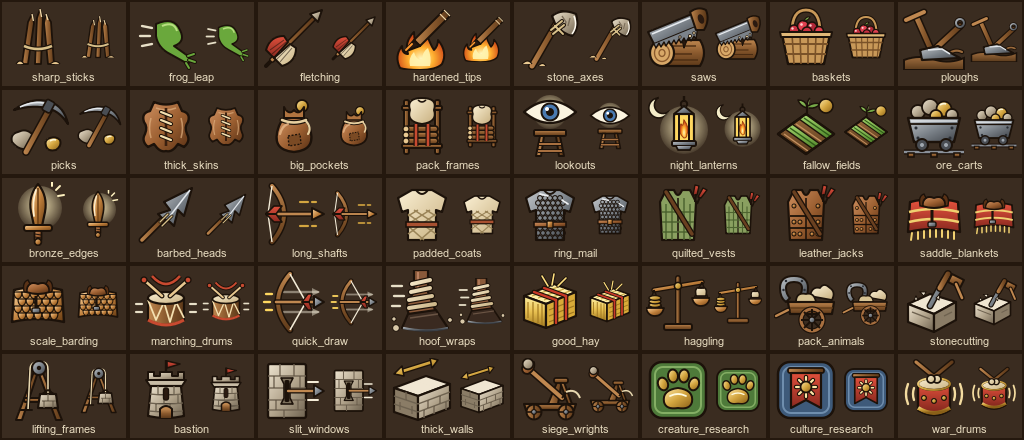 sharp_sticks frog_leap fletching hardened_tips stone_axes saws baskets ploughs
picks thick_skins big_pockets pack_frames lookouts night_lanterns fallow_fields ore_carts
bronze_edges barbed_heads long_shafts padded_coats ring_mail quilted_vests leather_jacks saddle_blankets
scale_barding marching_drums quick_draw hoof_wraps good_hay haggling pack_animals stonecutting
lifting_frames bastion slit_windows thick_walls siege_wrights creature_research culture_research war_drums